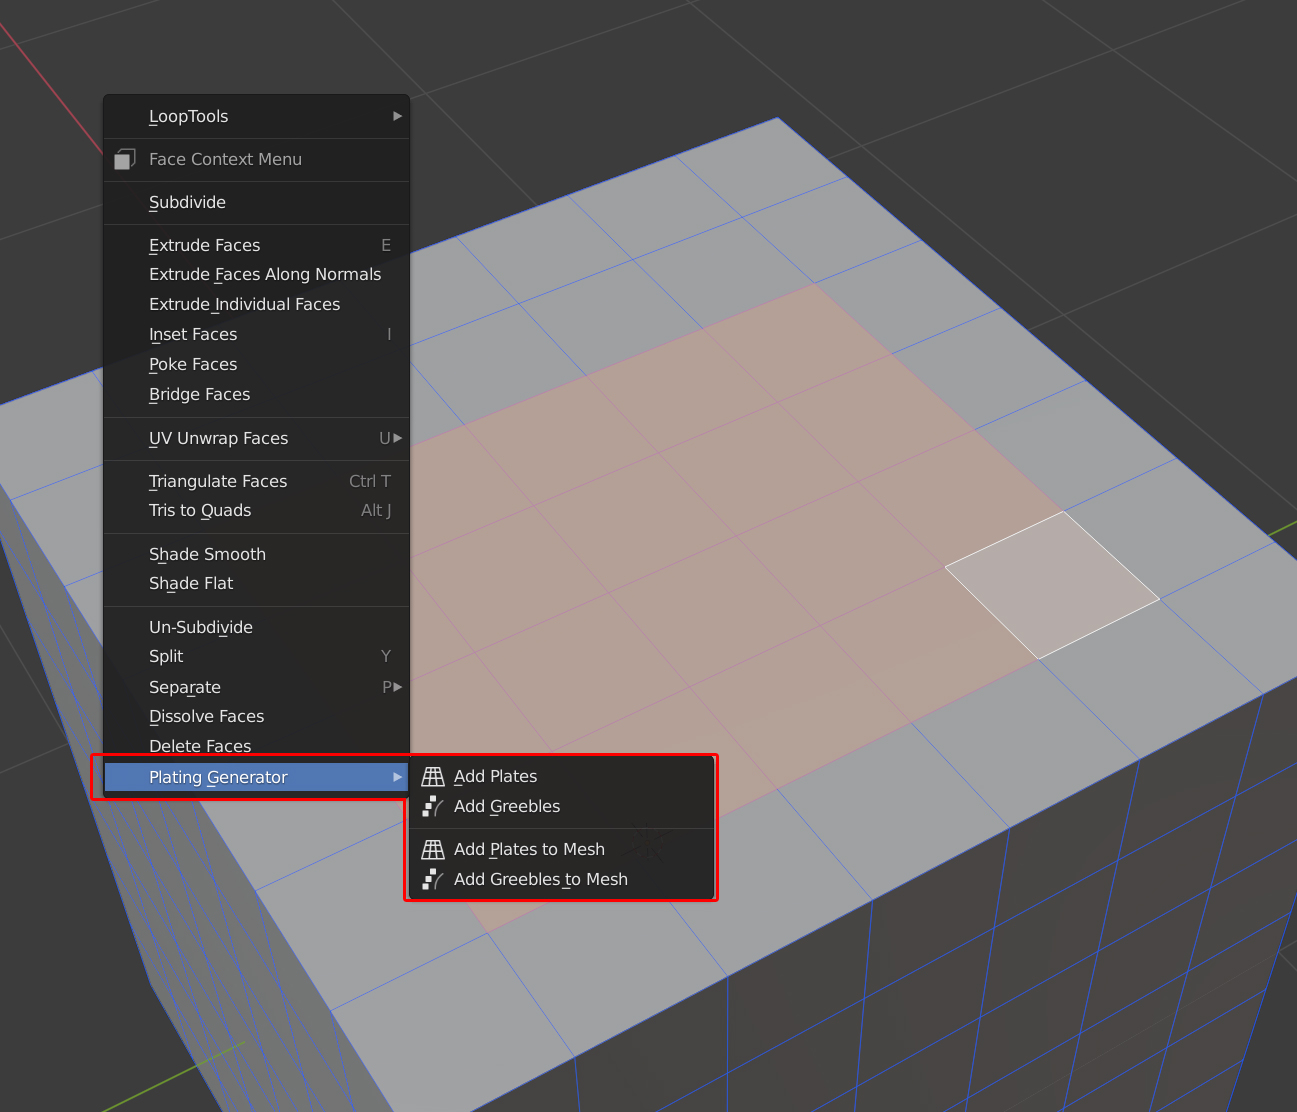 LoopTools
Face Context Menu
Subdivide
Extrude Faces E
Extrude Faces Along Normals
Extrude Individual Faces
Inset Faces I
Poke Faces
Bridge Faces
UV Unwrap Faces U
Triangulate Faces Ctrl T
Tris to Quads Alt J
Shade Smooth
Shade Flat
Un-Subdivide
Split Y
Separate P
Dissolve Faces
Delete Faces
Plating Generator
Add Plates
Add Greebles
Add Plates to Mesh
Add Greebles to Mesh